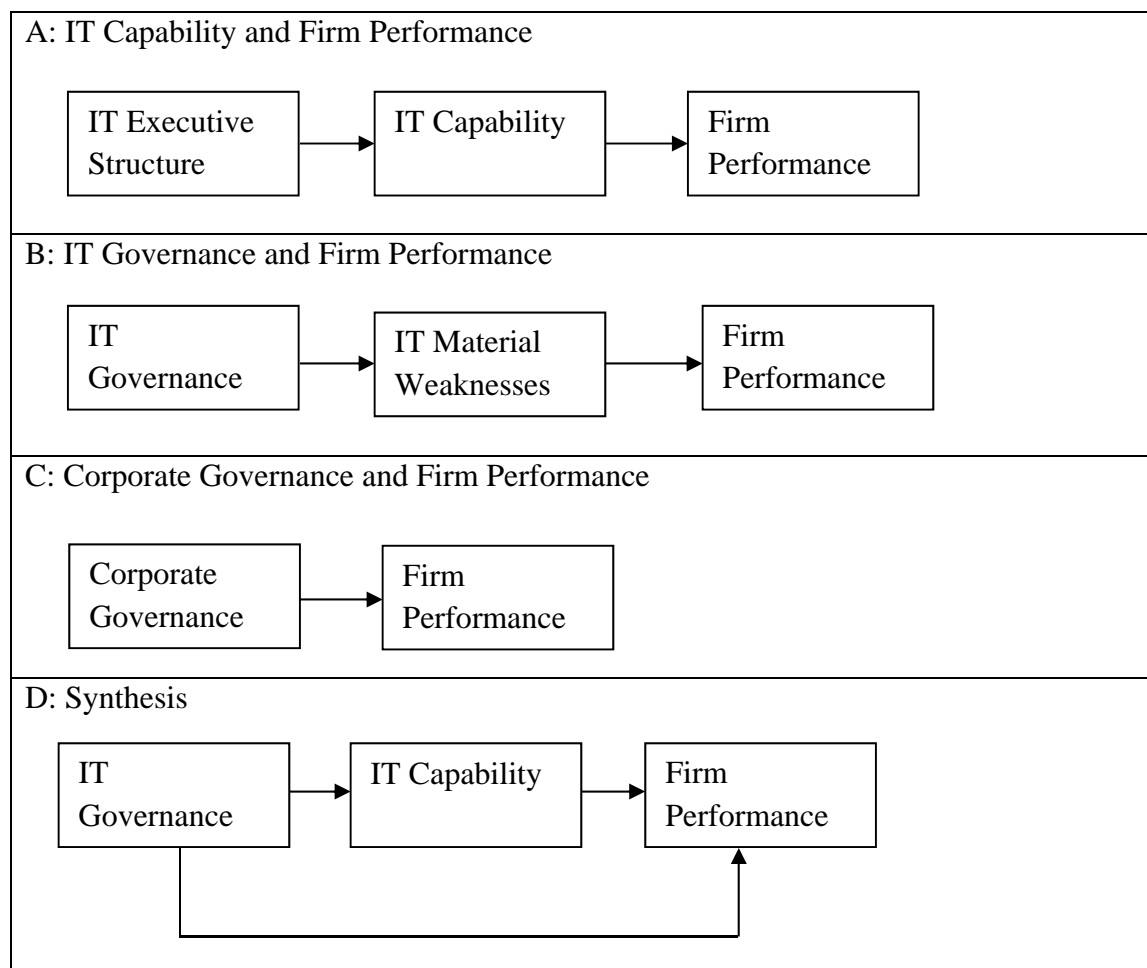 A: IT Capability and Firm Performance
IT Executive
Structure
IT Capability
Firm
Performance
B: IT Governance and Firm Performance
IT
Governance
IT Material
Weaknesses
Firm
Performance
C: Corporate Governance and Firm Performance
Corporate
Governance
Firm
Performance
D: Synthesis
IT
Governance
IT Capability
Firm
Performance